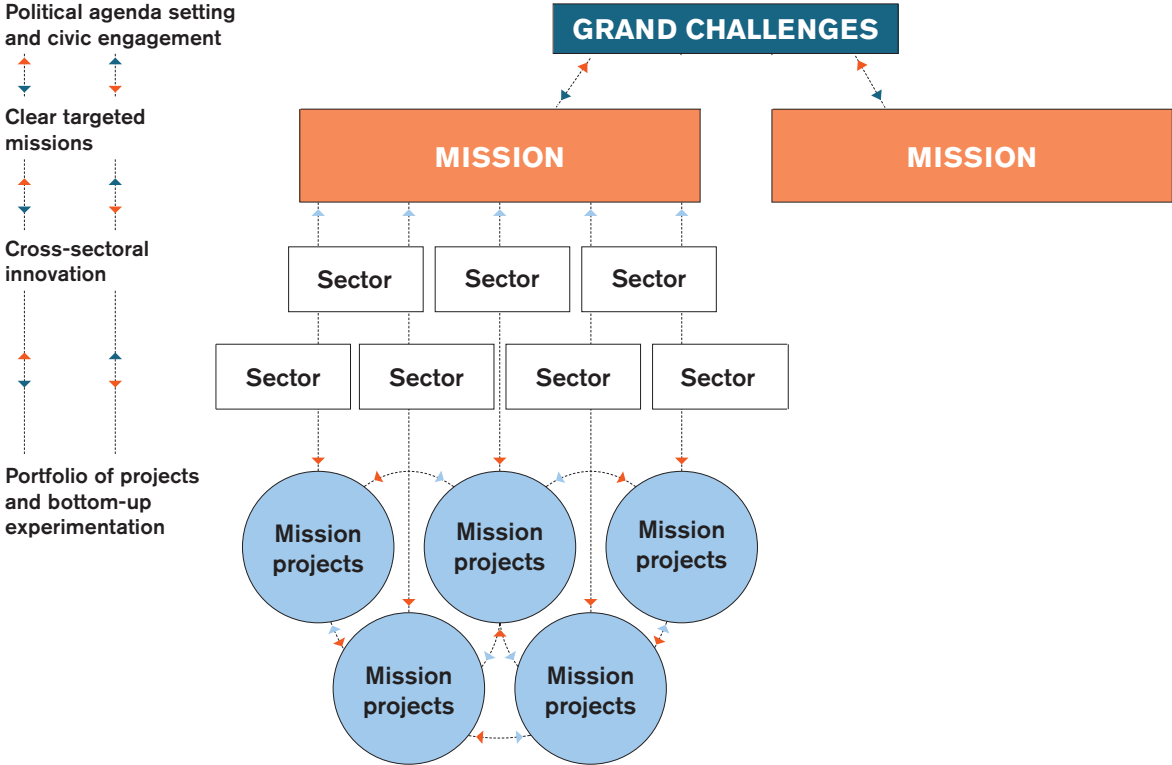 Political agenda setting
and civic engagement
GRAND CHALLENGES
Clear targeted
missions
MISSION
MISSION
Cross-sectoral
innovation
Sector
Sector
Sector
Sector
Sector
Sector
Sector
Portfolio of projects
and bottom-up
experimentation
Mission
projects
Mission
projects
Mission
projects
Mission
projects
Mission
projects